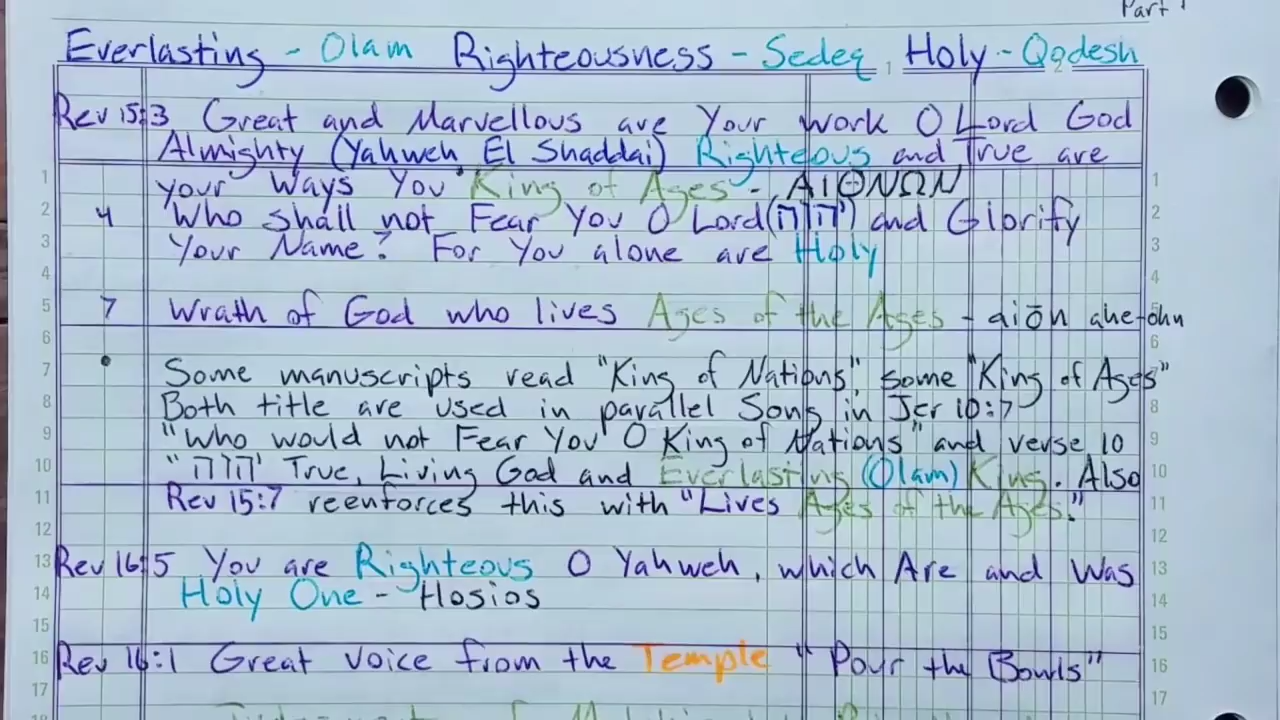 Part 1
Everlasting - Olam Righteousness - Sedeq Holy - Qodesh
Rev 15:3 Great and Marvellous are Your work O Lord God
Almighty (Yahweh El Shaddai) Righteous and True are
your Ways You King of Ages - ΑΙΟΝΩΝ
4 Who shall not Fear You O Lord (יהוה) and Glorify
Your Name? For You alone are Holy
7 Wrath of God who lives Ages of the Ages - aiōn ahe-ohn
• Some manuscripts read "King of Nations", some "King of Ages"
Both title are used in parallel Song in Jer 10:7
"Who would not Fear You O King of Nations" and verse 10
"יהוה True, Living God and Everlasting (Olam) King. Also
Rev 15:7 reenforces this with "Lives Ages of the Ages."
Rev 16:5 You are Righteous O Yahweh, which Are and Was
Holy One - Hosios
Rev 16:1 Great voice from the Temple "Pour the Bowls"